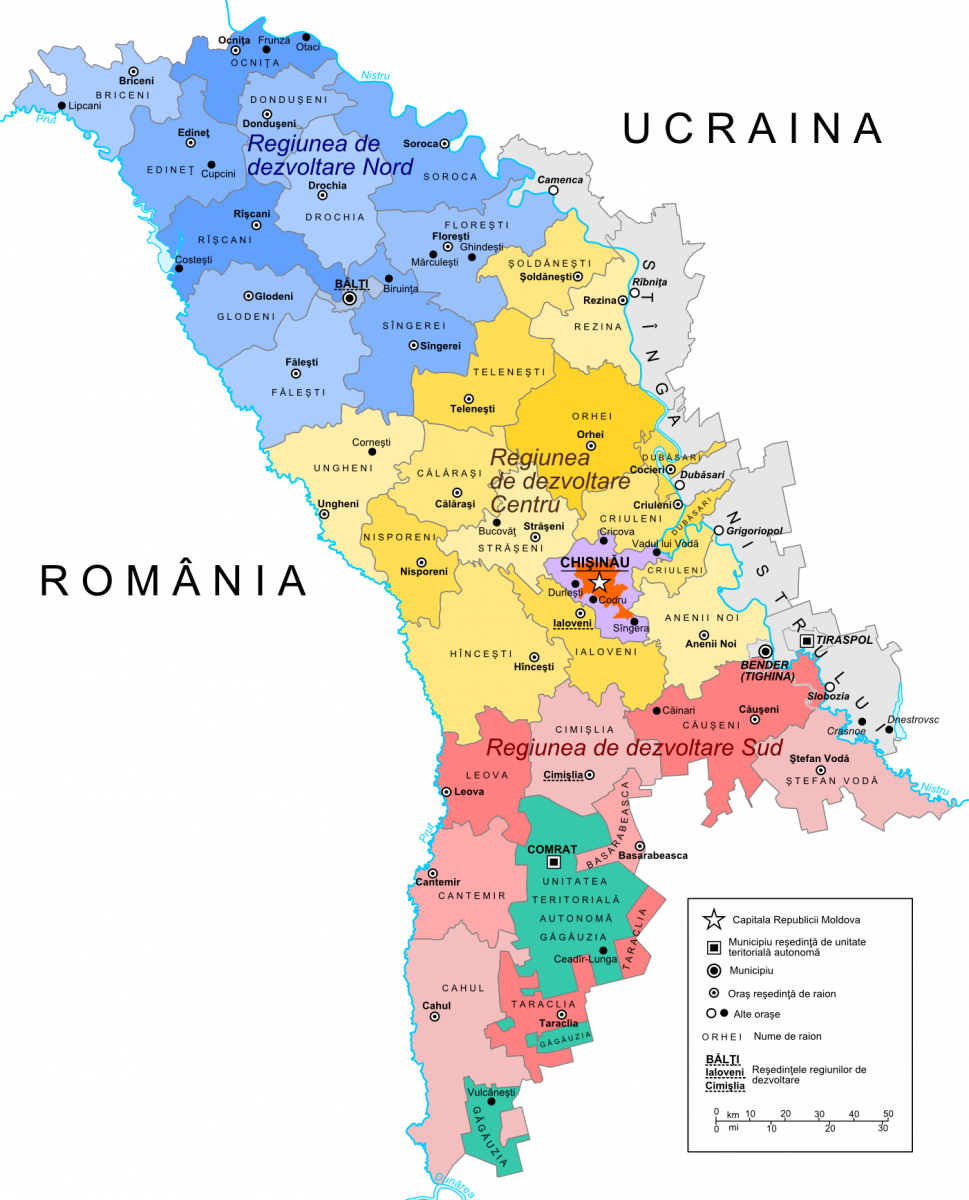 Ocnița
Frunză
Otaci
OCNIŢA
Nistru
Briceni
BRICENI
Lipcani
Prut
DONDUȘENI
Dondușeni
UCRAINA
Edineț
EDINEȚ
Cupcini
Regiunea de
dezvoltare Nord
Soroca
SOROCA
Camenca
Drochia
DROCHIA
Rîșcani
RÎȘCANI
Costești
FLOREȘTI
Florești
Ghindești
Mărculești
ȘOLDĂNEȘTI
Șoldănești
Rîbnița
STÎNGA NISTRULUI
BĂLȚI
Biruința
Glodeni
GLODENI
Rezina
REZINA
SÎNGEREI
Sîngerei
Fălești
FĂLEȘTI
TELENEȘTI
Telenești
ORHEI
Orhei
Cornești
UNGHENI
Ungheni
CĂLĂRAȘI
Călărași
Regiunea
de dezvoltare
Centru
DUBĂSARI
Cocieri
Dubăsari
Criuleni
CRIULENI
DUBĂSARI
Grigoriopol
Bucovăț
Strășeni
STRĂȘENI
Cricova
Vadul lui Vodă
NISPORENI
Nisporeni
CHIȘINĂU
CRIULENI
ROMÂNIA
Durlești
Codru
Ialoveni
Sîngera
IALOVENI
ANENII NOI
Anenii Noi
HÎNCEȘTI
Hîncești
TIRASPOL
BENDER
(TIGHINA)
Slobozia
Crasnoe
Dnestrovsc
Căinari
Căușeni
CĂUȘENI
CIMIȘLIA
Regiunea de dezvoltare Sud
Cimișlia
LEOVA
Leova
Ștefan Vodă
ȘTEFAN VODĂ
Nistru
Prut
BASARABEASCA
Basarabeasca
COMRAT
UNITATEA
TERITORIALĂ
AUTONOMĂ
GĂGĂUZIA
Ceadîr-Lunga
Cantemir
CANTEMIR
TARACLIA
CAHUL
Cahul
TARACLIA
Taraclia
GĂGĂUZIA
Vulcănești
GĂGĂUZIA
Dunărea
Capitala Republicii Moldova
Municipiu reședință de unitate
teritorială autonomă
Municipiu
Oraș reședință de raion
Alte orașe
ORHEI Nume de raion
BĂLȚI
Ialoveni
Cimișlia
Reședințele regiunilor de
dezvoltare
0 km 10 20 30 40 50
0 mi 10 20 30